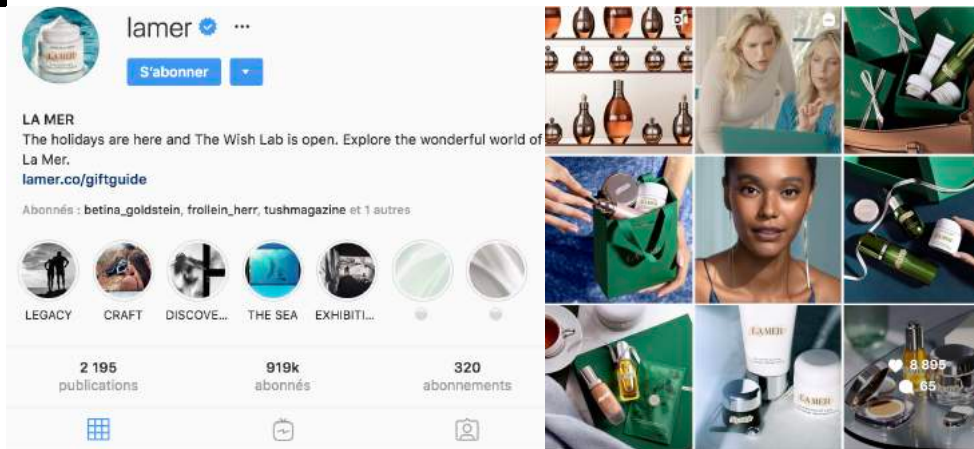 lamer
S'abonner
LA MER
The holidays are here and The Wish Lab is open. Explore the wonderful world of
La Mer.
lamer.co/giftguide
Abonnés : betina_goldstein, frollein_herr, tushmagazine et 1 autres
LEGACY CRAFT DISCOVE... THE SEA EXHIBITI...
2 195 919k 320
publications abonnés abonnements
LA MER
LA MER
8 895
65